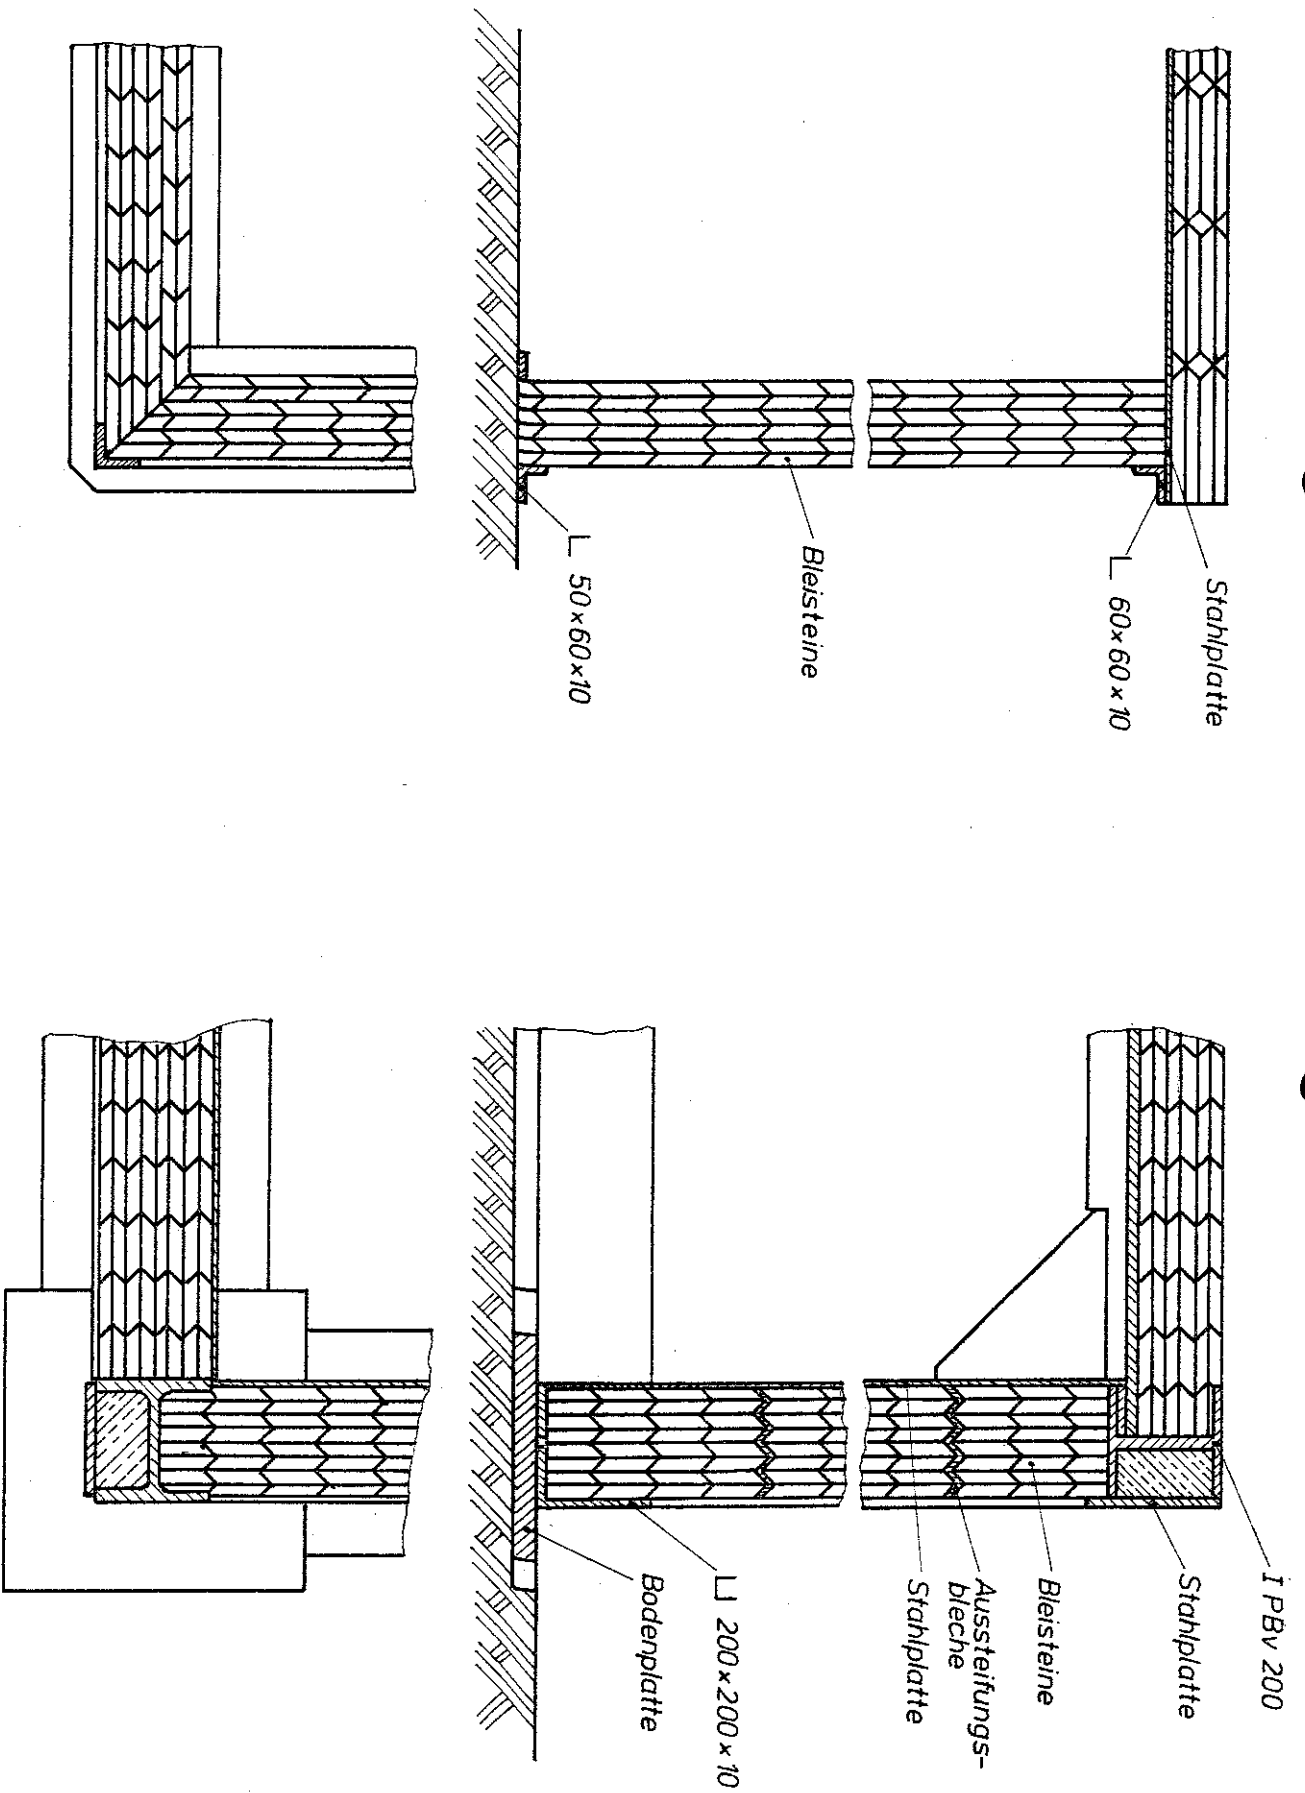 Stahlplatte
L 60×60×10
Bleisteine
L 50×60×10
I PBv 200
Stahlplatte
Bleisteine
Aussteifungs-
bleche
Stahlplatte
⊔ 200×200×10
Bodenplatte